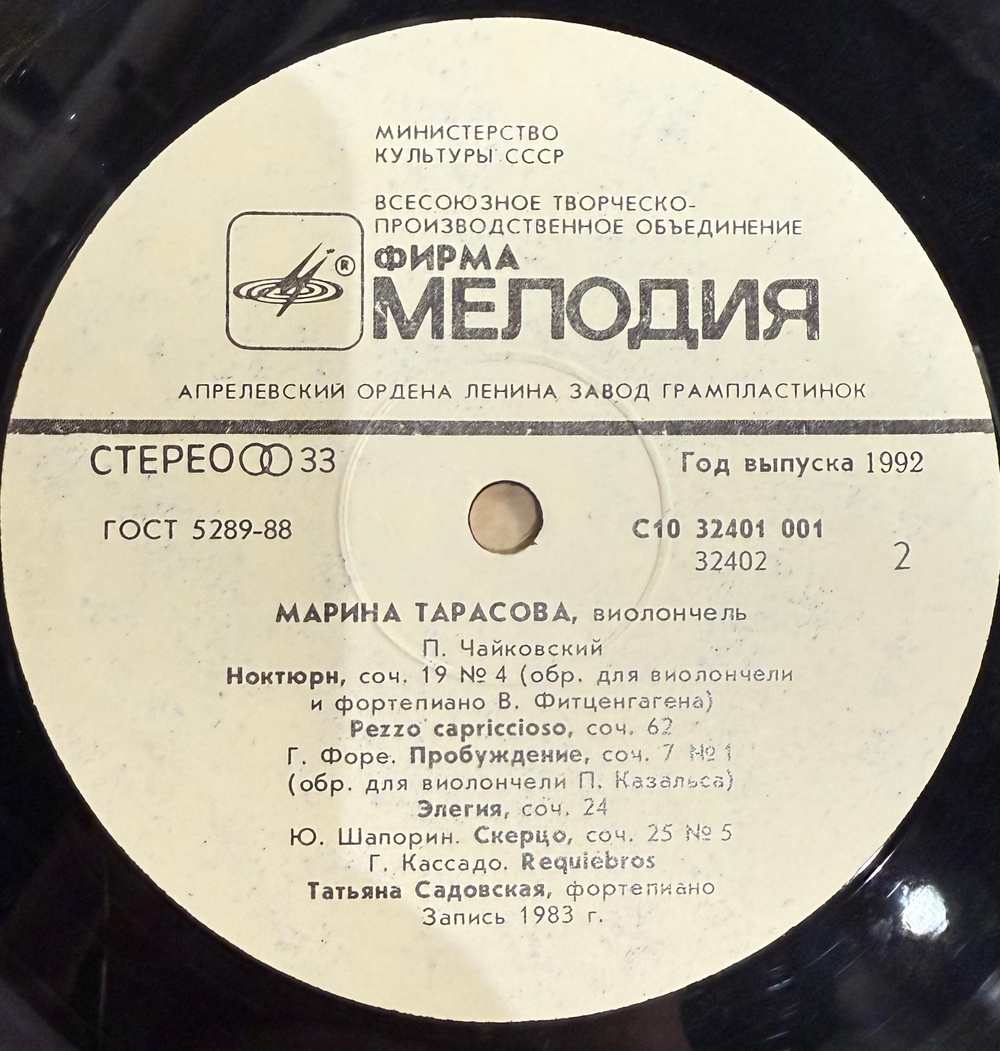 МИНИСТЕРСТВО
КУЛЬТУРЫ СССР
ВСЕСОЮЗНОЕ ТВОРЧЕСКО-
ПРОИЗВОДСТВЕННОЕ ОБЪЕДИНЕНИЕ
ФИРМА
®
МЕЛОДИЯ
АПРЕЛЕВСКИЙ ОРДЕНА ЛЕНИНА ЗАВОД ГРАМПЛАСТИНОК
СТЕРЕО 33
Год выпуска 1992
ГОСТ 5289-88
С10 32401 001
32402
2
МАРИНА ТАРАСОВА, виолончель
П. Чайковский
Ноктюрн, соч. 19 № 4 (обр. для виолончели
и фортепиано В. Фитценгагена)
Pezzo capriccioso, соч. 62
Г. Форе. Пробуждение, соч. 7 № 1
(обр. для виолончели П. Казальса)
Элегия, соч. 24
Ю. Шапорин. Скерцо, соч. 25 № 5
Г. Кассадо. Requiebros
Татьяна Садовская, фортепиано
Запись 1983 г.